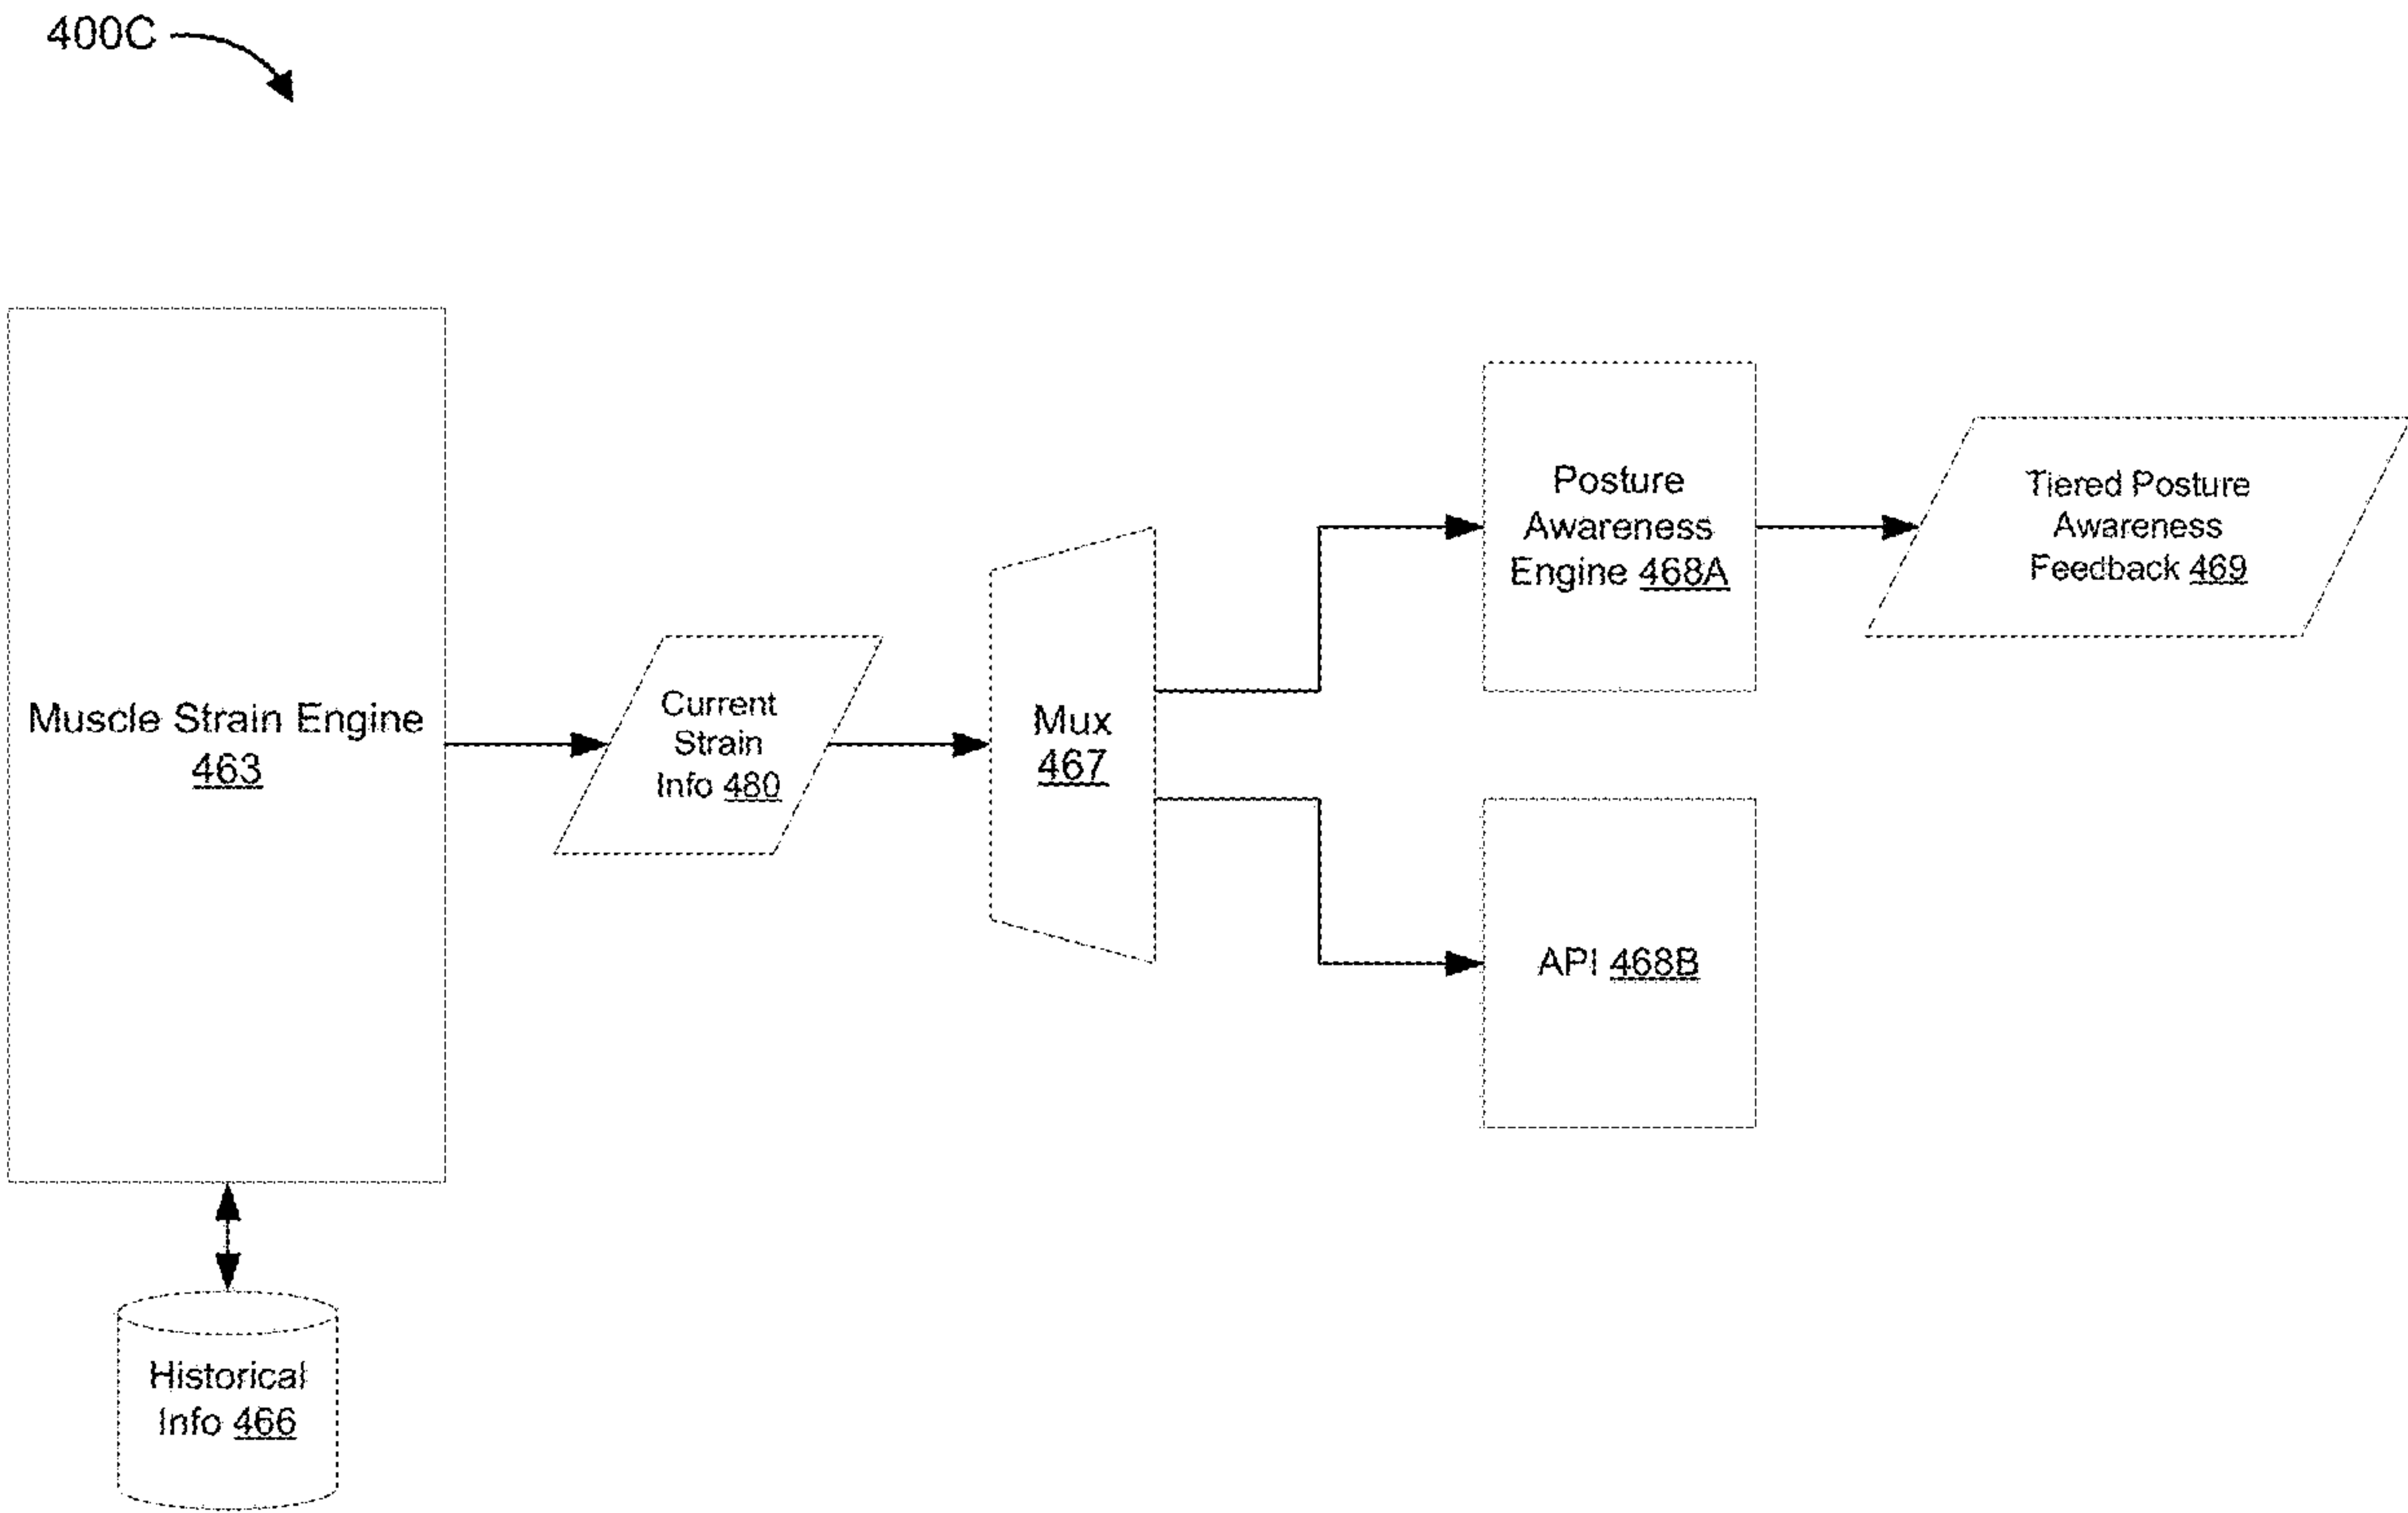 400C
Muscle Strain Engine
463
Historical
Info 466
Current
Strain
Info 480
Mux
467
Posture
Awareness
Engine 468A
API 468B
Tiered Posture
Awareness
Feedback 469